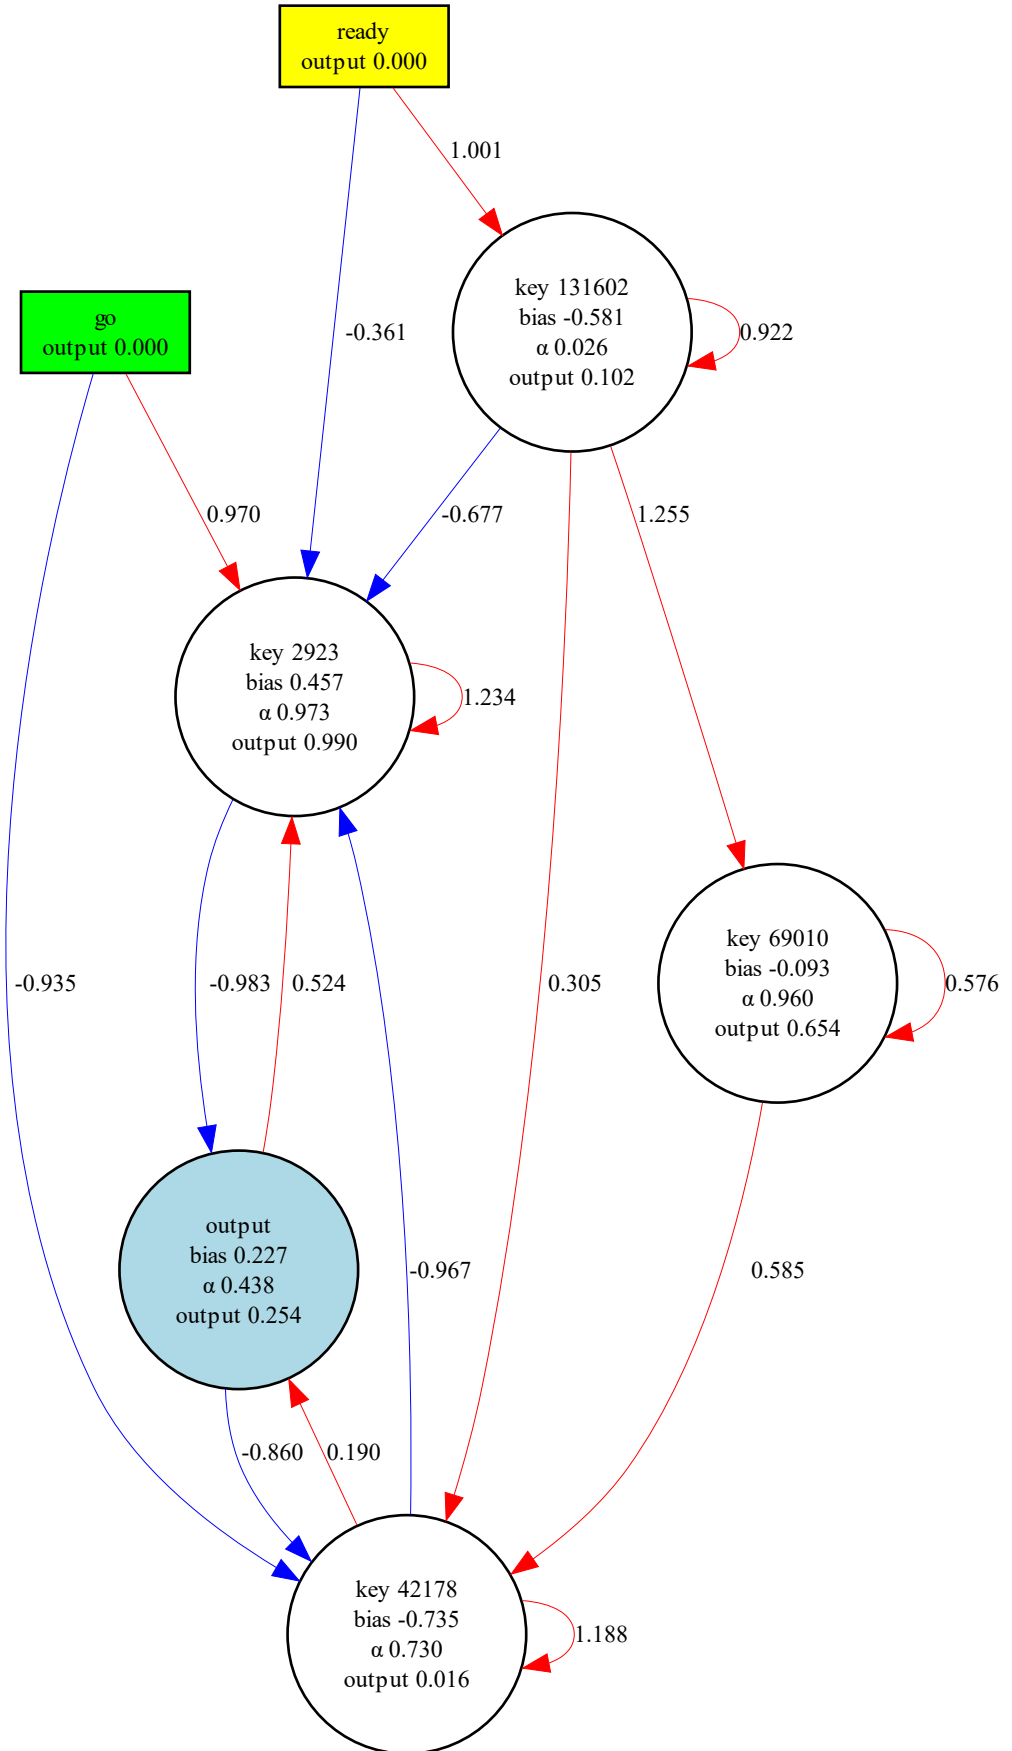 ready
output 0.000
1.001
key 131602
bias -0.581
α 0.026
output 0.102
0.922
go
output 0.000
-0.361
0.970
-0.677
1.255
key 2923
bias 0.457
α 0.973
output 0.990
1.234
key 69010
bias -0.093
α 0.960
output 0.654
0.576
-0.935
-0.983
0.524
0.305
output
bias 0.227
α 0.438
output 0.254
-0.967
0.585
-0.860
0.190
key 42178
bias -0.735
α 0.730
output 0.016
1.188